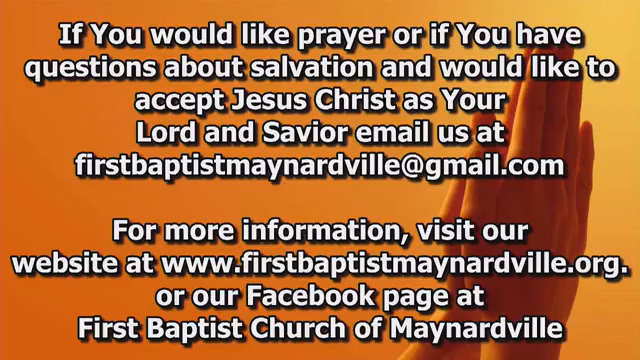 If You would like prayer or if You have
questions about salvation and would like to
accept Jesus Christ as Your
Lord and Savior email us at
firstbaptistmaynardville@gmail.com
For more information, visit our
website at www.firstbaptistmaynardville.org.
or our Facebook page at
First Baptist Church of Maynardville